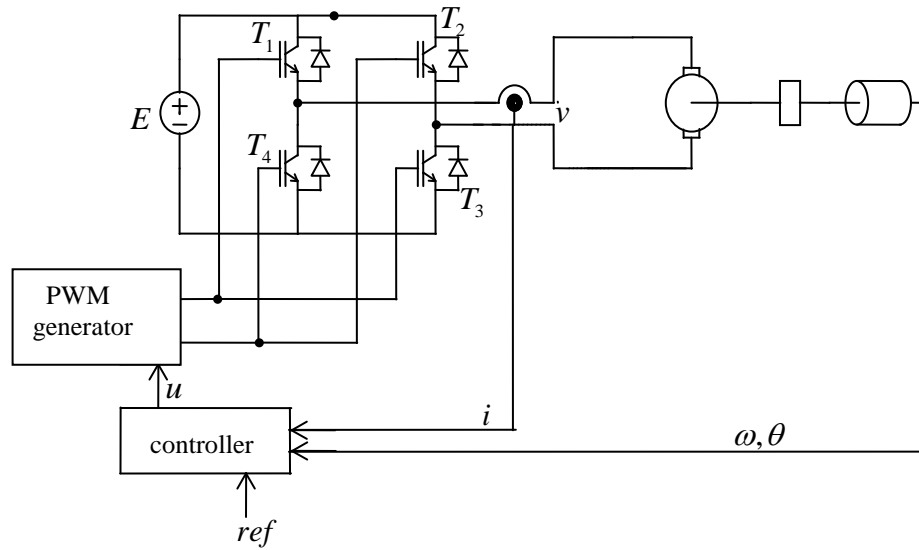 T1
T2
E
+
−
v
T4
T3
PWM
generator
u
i
controller
ω,θ
ref